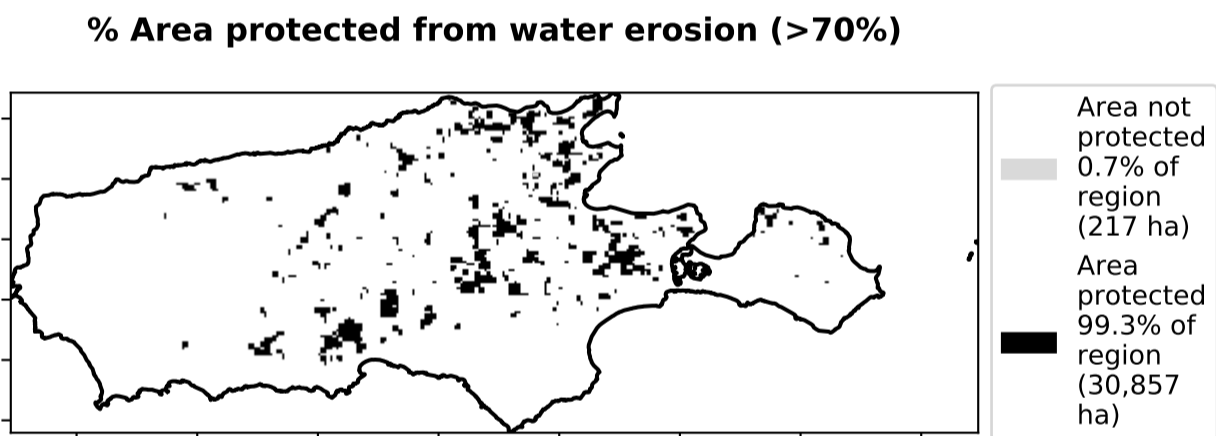 % Area protected from water erosion (>70%)
Area not
protected
0.7% of
region
(217 ha)
Area
protected
99.3% of
region
(30,857
ha)